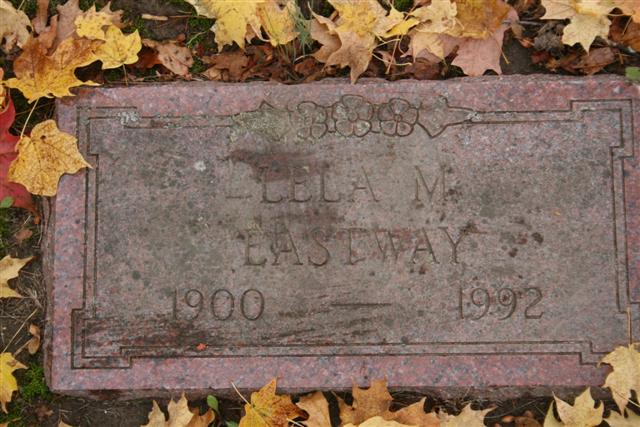 LELA M.
EASTWAY
1900 — 1992